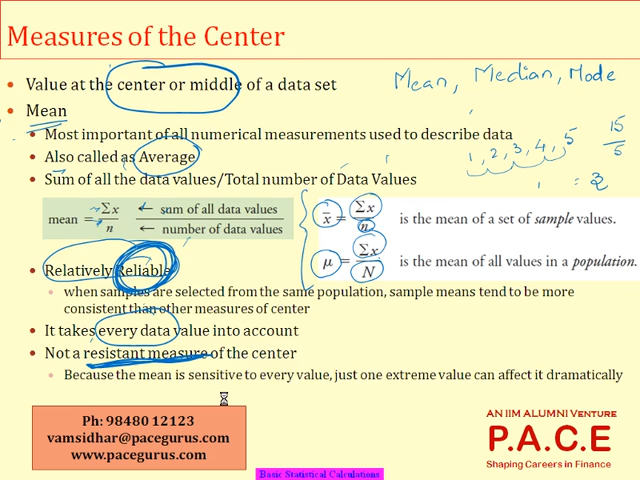 Measures of the Center
• Value at the center or middle of a data set
Mean, Median, Mode
• Mean
• Most important of all numerical measurements used to describe data
1, 2, 3, 4, 5
15
5
=
• Also called as Average
• Sum of all the data values/Total number of Data Values
mean = Σx ← sum of all data values
n ← number of data values
x̄ = Σx / n is the mean of a set of sample values.
μ = Σx / N is the mean of all values in a population.
• Relatively Reliable
when samples are selected from the same population, sample means tend to be more
consistent than other measures of center
• It takes every data value into account
• Not a resistant measure of the center
Because the mean is sensitive to every value, just one extreme value can affect it dramatically
Ph: 98480 12123
vamsidhar@pacegurus.com
www.pacegurus.com
AN IIM ALUMNI VENTURE
P.A.C.E
Shaping Careers in Finance
Basic Statistical Calculations